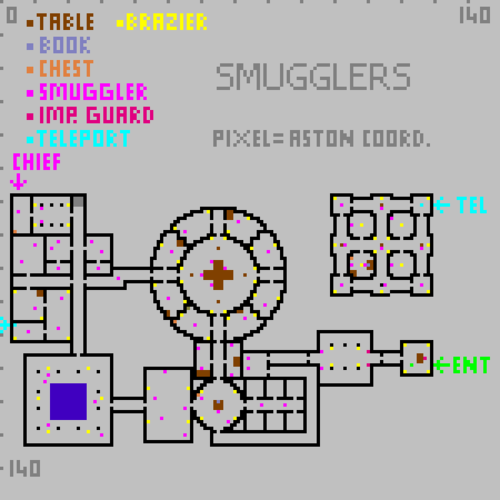 0 TABLE BRAZIER 140
BOOK
CHEST
SMUGGLERS
SMUGGLER
IMP. GUARD
TELEPORT PIXEL=ASTON COORD.
CHIEF
TEL
ENT
140